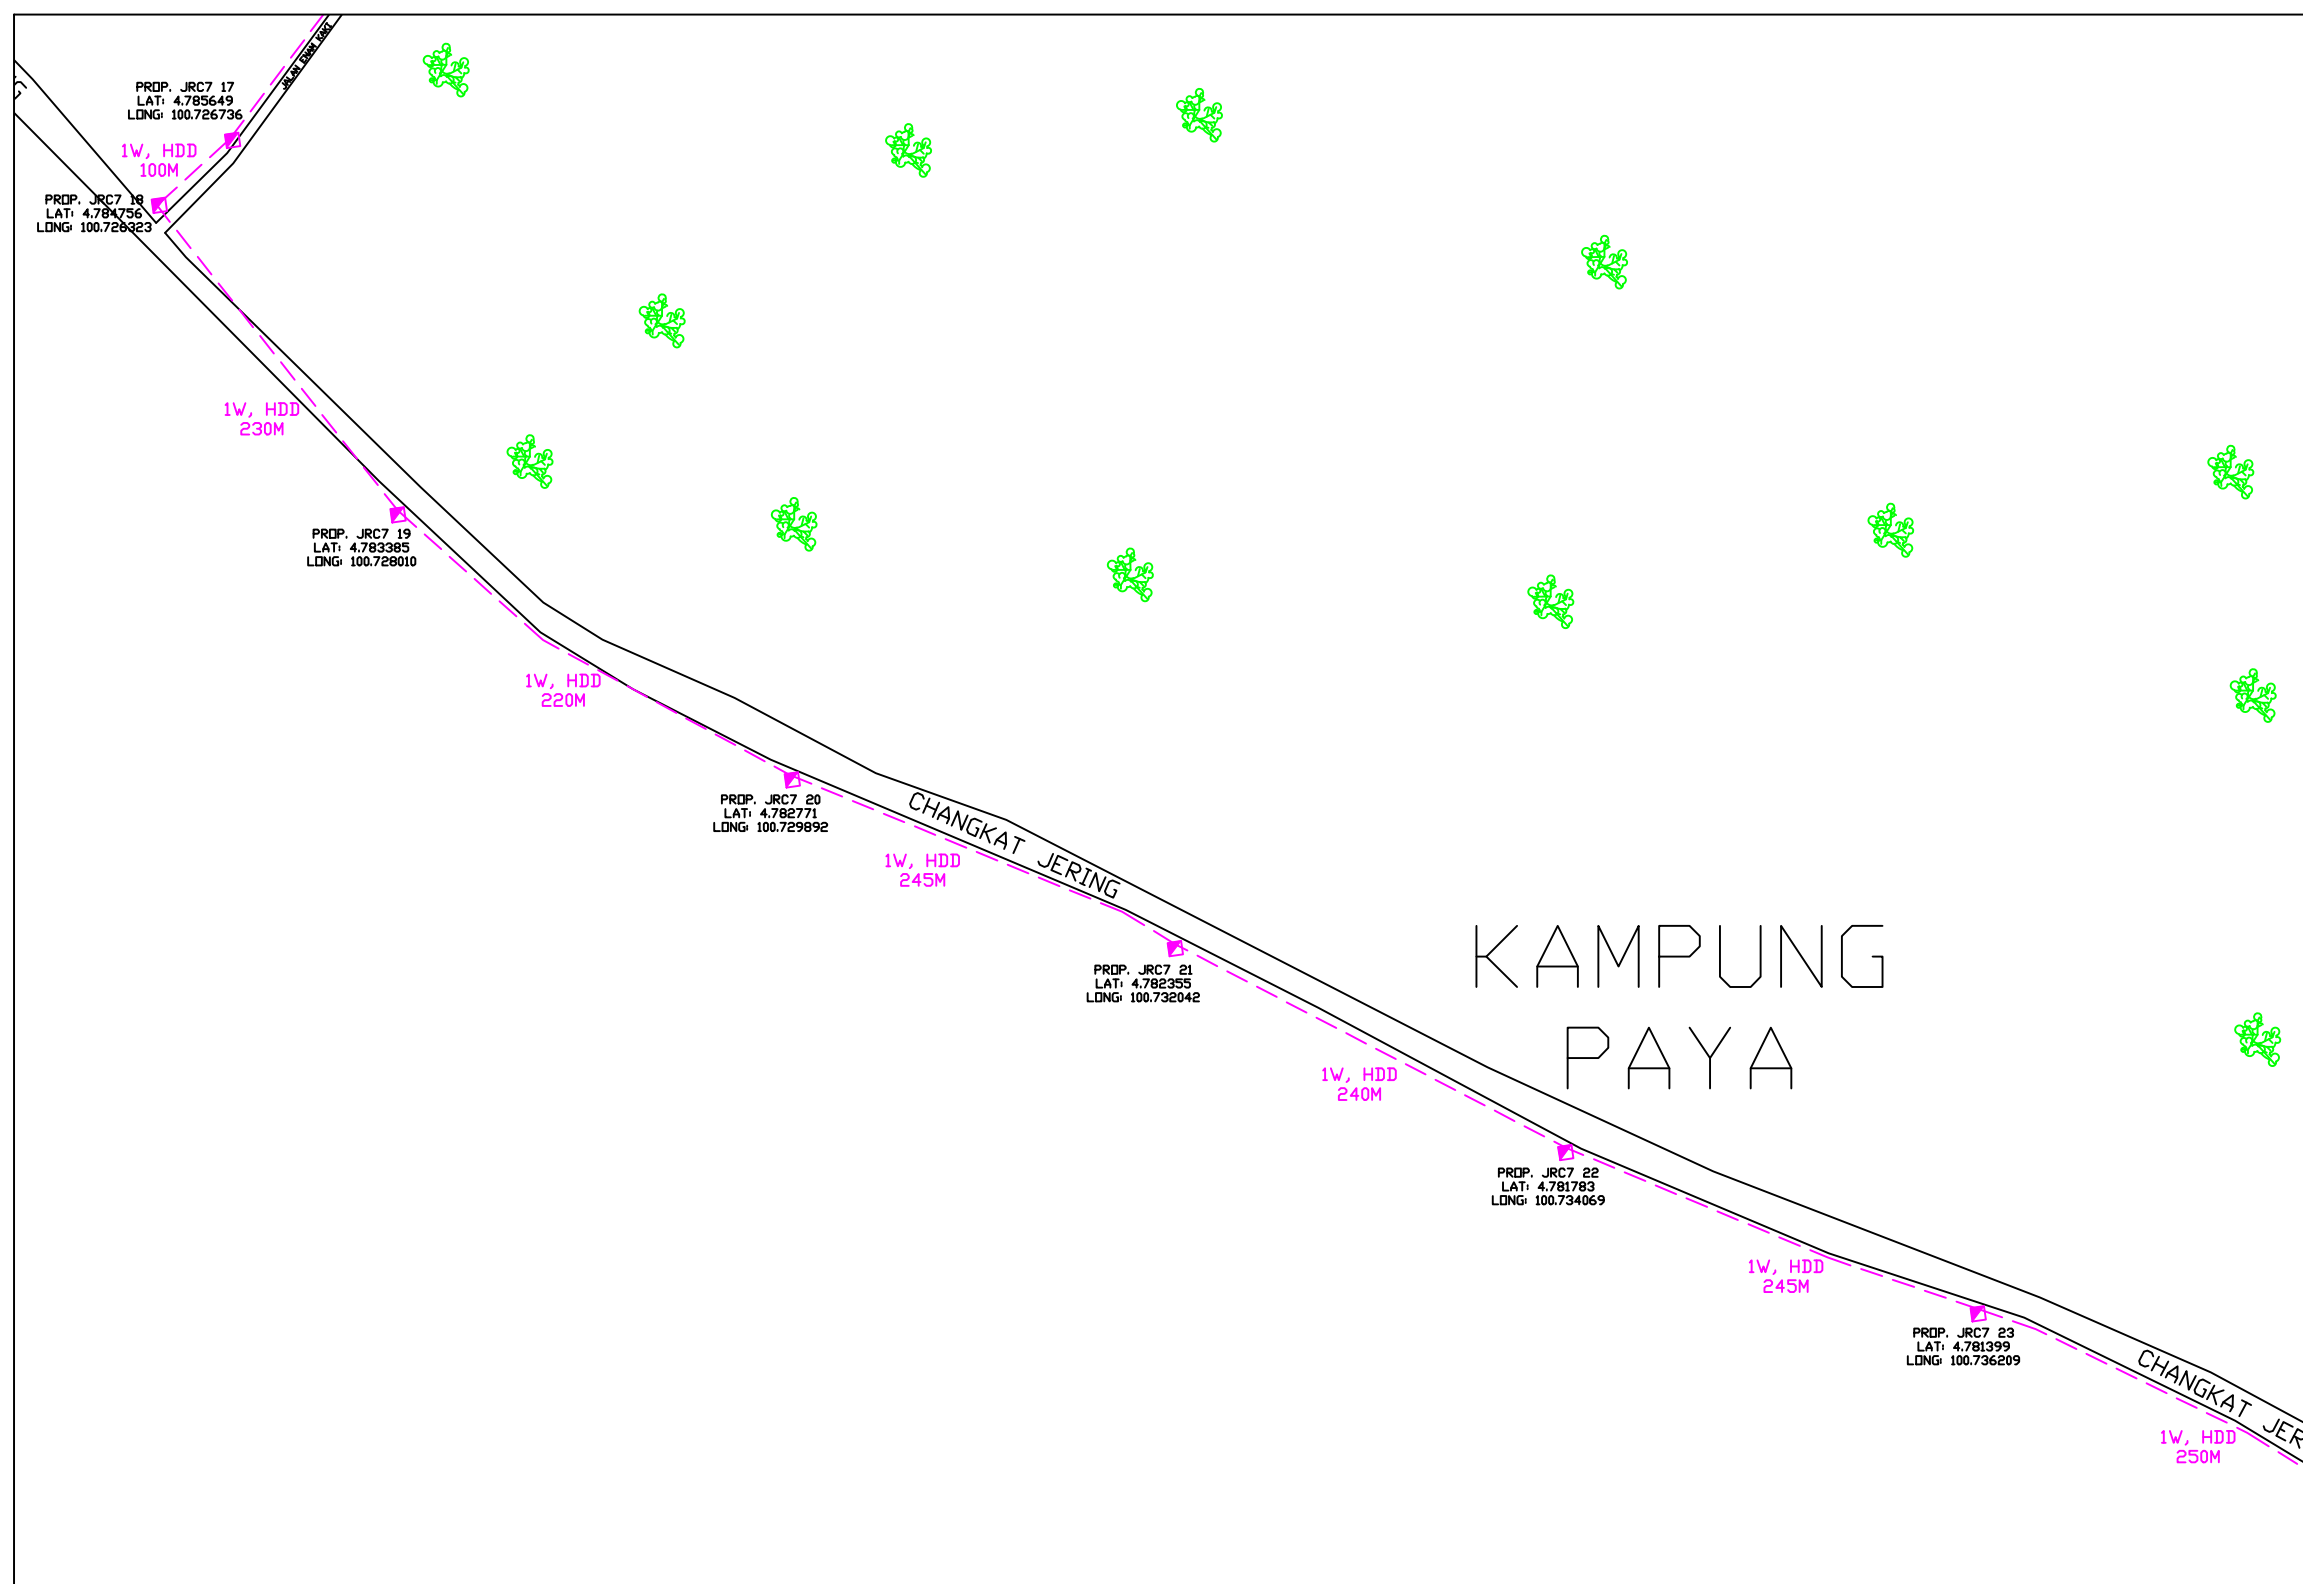 JALAN ENAM KAKI
G
PROP. JRC7 17
LAT: 4.785649
LONG: 100.726736
1W, HDD
100M
PROP. JRC7 18
LAT: 4.784756
LONG: 100.726323
1W, HDD
230M
PROP. JRC7 19
LAT: 4.783385
LONG: 100.728010
1W, HDD
220M
PROP. JRC7 20
LAT: 4.782771
LONG: 100.729892
CHANGKAT JERING
1W, HDD
245M
PROP. JRC7 21
LAT: 4.782355
LONG: 100.732042
KAMPUNG
PAYA
1W, HDD
240M
PROP. JRC7 22
LAT: 4.781783
LONG: 100.734069
1W, HDD
245M
PROP. JRC7 23
LAT: 4.781399
LONG: 100.736209
CHANGKAT JER
1W, HDD
250M